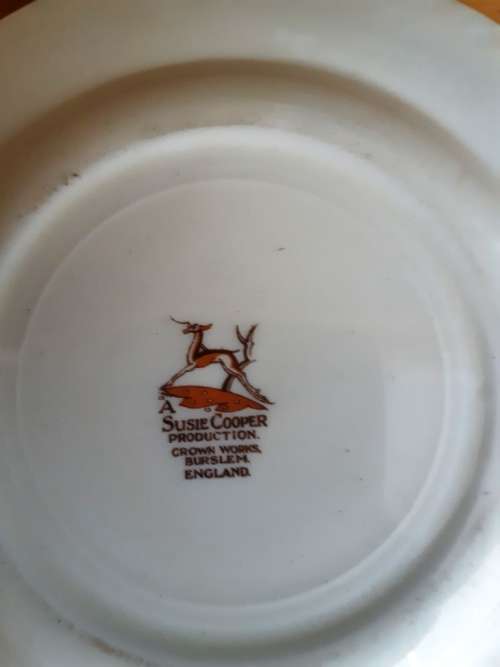 A
SUSIE COOPER
PRODUCTION.
CROWN WORKS,
BURSLEM.
ENGLAND.